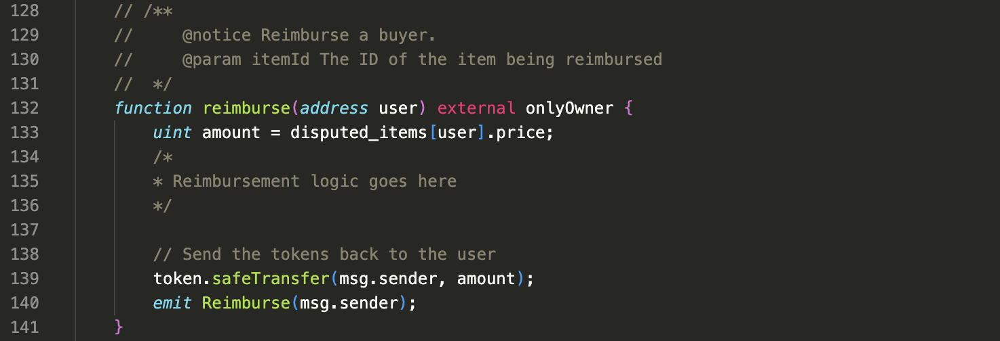 128 // /**
129 //     @notice Reimburse a buyer.
130 //     @param itemId The ID of the item being reimbursed
131 //  */
132 function reimburse(address user) external onlyOwner {
133     uint amount = disputed_items[user].price;
134     /*
135     * Reimbursement logic goes here
136     */
137
138     // Send the tokens back to the user
139     token.safeTransfer(msg.sender, amount);
140     emit Reimburse(msg.sender);
141 }